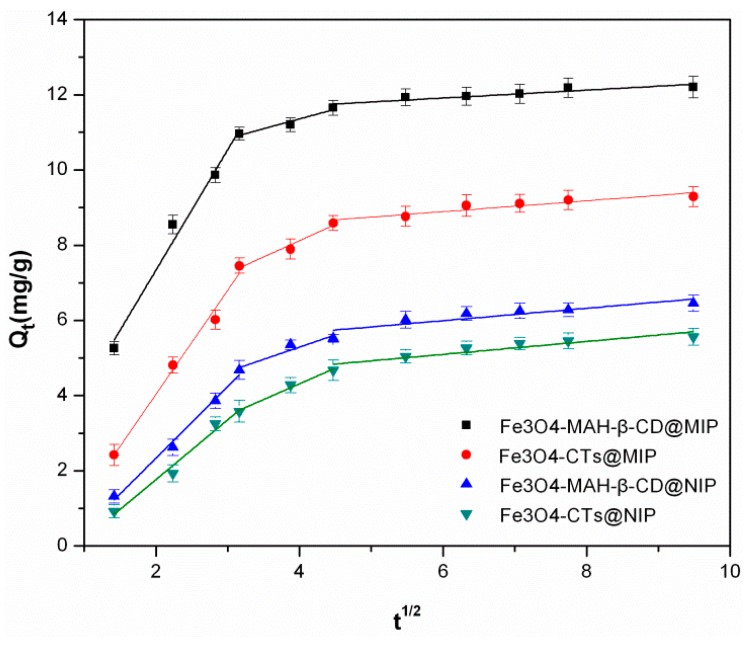 14
12
10
8
6
4
2
0
Qt(mg/g)
Fe3O4-MAH-β-CD@MIP
Fe3O4-CTs@MIP
Fe3O4-MAH-β-CD@NIP
Fe3O4-CTs@NIP
2 4 6 8 10
t1/2